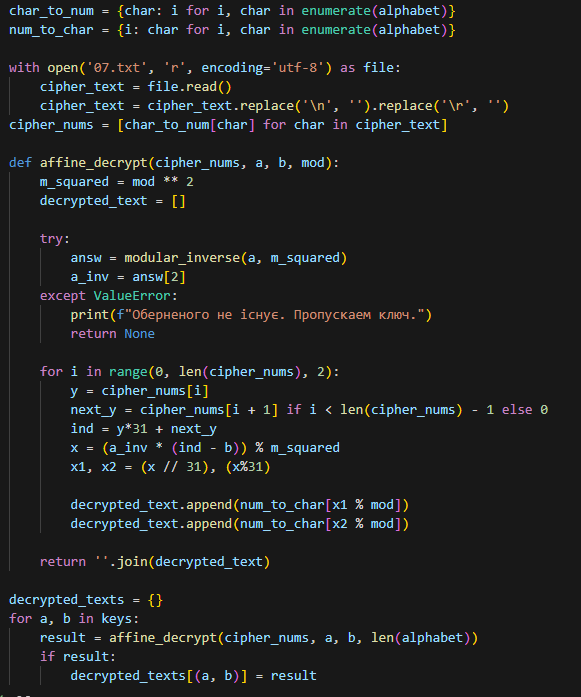 char_to_num = {char: i for i, char in enumerate(alphabet)}
num_to_char = {i: char for i, char in enumerate(alphabet)}

with open('07.txt', 'r', encoding='utf-8') as file:
    cipher_text = file.read()
    cipher_text = cipher_text.replace('\n', '').replace('\r', '')
cipher_nums = [char_to_num[char] for char in cipher_text]

def affine_decrypt(cipher_nums, a, b, mod):
    m_squared = mod ** 2
    decrypted_text = []

    try:
        answ = modular_inverse(a, m_squared)
        a_inv = answ[2]
    except ValueError:
        print(f"Оберненого не існує. Пропускаем ключ.")
        return None

    for i in range(0, len(cipher_nums), 2):
        y = cipher_nums[i]
        next_y = cipher_nums[i + 1] if i < len(cipher_nums) - 1 else 0
        ind = y*31 + next_y
        x = (a_inv * (ind - b)) % m_squared
        x1, x2 = (x // 31), (x%31)

        decrypted_text.append(num_to_char[x1 % mod])
        decrypted_text.append(num_to_char[x2 % mod])

    return ''.join(decrypted_text)

decrypted_texts = {}
for a, b in keys:
    result = affine_decrypt(cipher_nums, a, b, len(alphabet))
    if result:
        decrypted_texts[(a, b)] = result